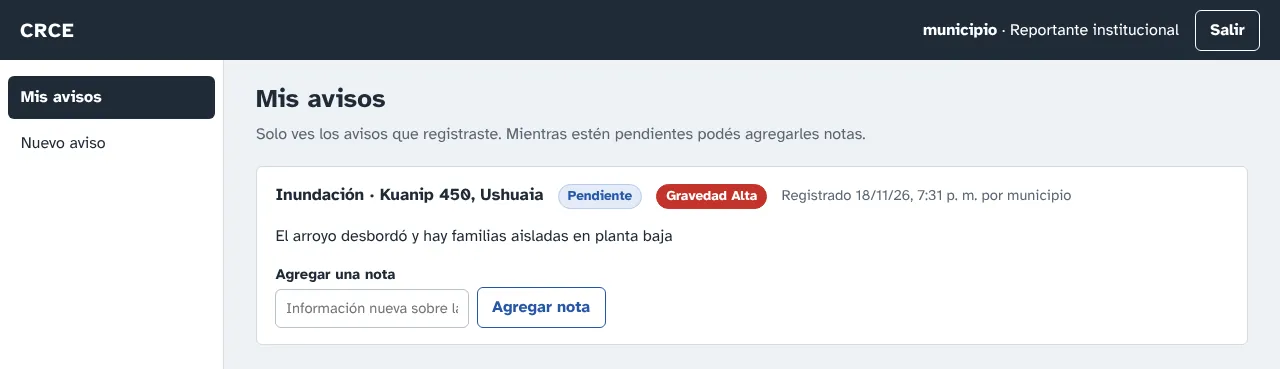 CRCE
municipio · Reportante institucional
Salir
Mis avisos
Nuevo aviso
Mis avisos
Solo ves los avisos que registraste. Mientras estén pendientes podés agregarles notas.
Inundación · Kuanip 450, Ushuaia
Pendiente
Gravedad Alta
Registrado 18/11/26, 7:31 p. m. por municipio
El arroyo desbordó y hay familias aisladas en planta baja
Agregar una nota
Información nueva sobre
Agregar nota